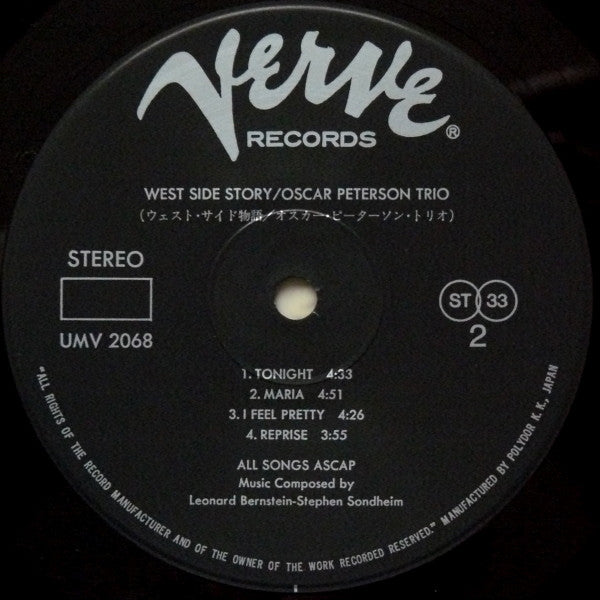 Verve
RECORDS ®
WEST SIDE STORY/OSCAR PETERSON TRIO
(ウェスト・サイド物語/オスカー・ピーターソン・トリオ)
STEREO
ST 33
UMV 2068
2
1. TONIGHT 4:33
2. MARIA 4:51
3. I FEEL PRETTY 4:26
4. REPRISE 3:55
ALL SONGS ASCAP
Music Composed by
Leonard Bernstein-Stephen Sondheim
"ALL RIGHTS OF THE RECORD MANUFACTURER AND OF THE OWNER OF THE WORK RECORDED RESERVED." MANUFACTURED BY POLYDOR K. K., JAPAN